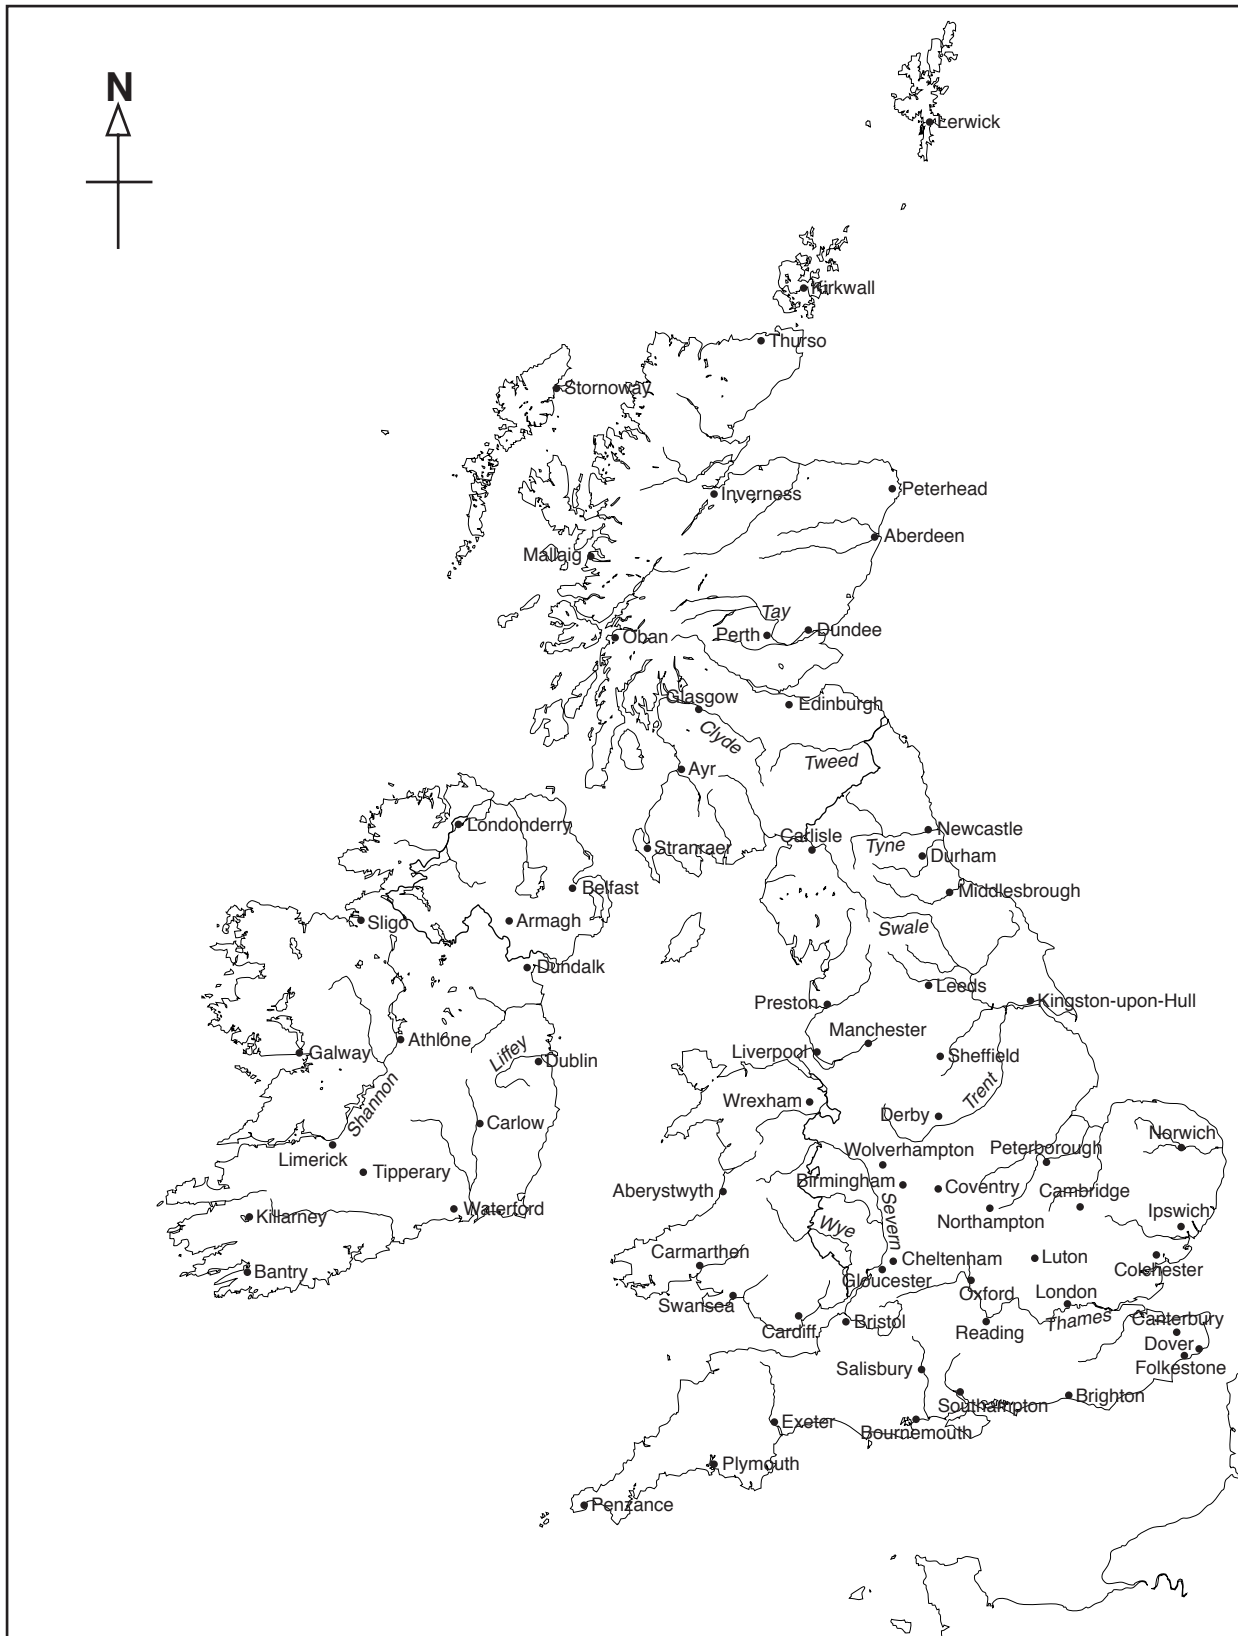 N
Lerwick
Kirkwall
Thurso
Stornoway
Inverness
Peterhead
Aberdeen
Mallaig
Tay
Dundee
Perth
Oban
Glasgow
Edinburgh
Clyde
Tweed
Ayr
Londonderry
Newcastle
Carlisle
Tyne
Stranraer
Durham
Belfast
Middlesbrough
Sligo
Armagh
Swale
Dundalk
Leeds
Preston
Kingston-upon-Hull
Manchester
Athlone
Galway
Liffey
Dublin
Liverpool
Sheffield
Trent
Wrexham
Shannon
Derby
Carlow
Norwich
Wolverhampton
Peterborough
Limerick
Tipperary
Birmingham
Coventry
Cambridge
Aberystwyth
Waterford
Killarney
Severn
Northampton
Ipswich
Wye
Carmarthen
Cheltenham
Luton
Colchester
Bantry
Gloucester
Oxford
London
Swansea
Thames
Canterbury
Cardiff
Bristol
Reading
Dover
Folkestone
Salisbury
Brighton
Southampton
Exeter
Bournemouth
Plymouth
Penzance